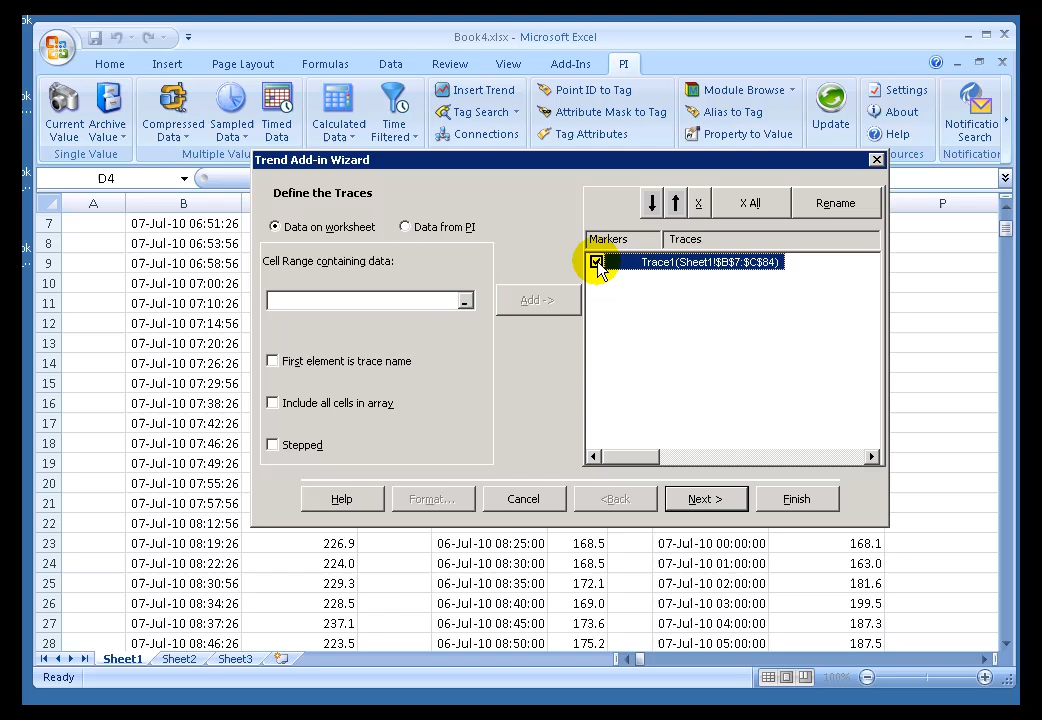 Book4.xlsx - Microsoft Excel
Home Insert Page Layout Formulas Data Review View Add-Ins PI
Current Value Archive Value Compressed Data Sampled Data Timed Data Calculated Data Time Filtered
Insert Trend Point ID to Tag Module Browse Settings
Tag Search Attribute Mask to Tag Alias to Tag About
Connections Tag Attributes Property to Value Help
Update Notificatio Search
Single Value Multiple Valu ources Notification
Trend Add-in Wizard
D4
Define the Traces
X X All Rename
Data on worksheet Data from PI
Markers Traces
Cell Range containing data:
Trace1(Sheet1!$B$7:$C$84)
Add ->
First element is trace name
Include all cells in array
Stepped
Help Format... Cancel <Back Next > Finish
A B P
7 07-Jul-10 06:51:26
8 07-Jul-10 06:53:56
9 07-Jul-10 06:58:56
10 07-Jul-10 07:00:26
11 07-Jul-10 07:10:26
12 07-Jul-10 07:14:56
13 07-Jul-10 07:20:26
14 07-Jul-10 07:26:26
15 07-Jul-10 07:29:56
16 07-Jul-10 07:38:26
17 07-Jul-10 07:42:26
18 07-Jul-10 07:46:26
19 07-Jul-10 07:49:26
20 07-Jul-10 07:55:26
21 07-Jul-10 07:57:56
22 07-Jul-10 08:12:56
23 07-Jul-10 08:19:26 226.9 06-Jul-10 08:25:00 168.5 07-Jul-10 00:00:00 168.1
24 07-Jul-10 08:22:26 224.0 06-Jul-10 08:30:00 168.5 07-Jul-10 01:00:00 163.0
25 07-Jul-10 08:30:56 229.3 06-Jul-10 08:35:00 172.1 07-Jul-10 02:00:00 181.6
26 07-Jul-10 08:34:26 228.5 06-Jul-10 08:40:00 169.0 07-Jul-10 03:00:00 199.5
27 07-Jul-10 08:37:26 237.1 06-Jul-10 08:45:00 173.6 07-Jul-10 04:00:00 187.3
28 07-Jul-10 08:46:26 223.5 06-Jul-10 08:50:00 175.2 07-Jul-10 05:00:00 187.5
Sheet1 Sheet2 Sheet3
Ready 100%